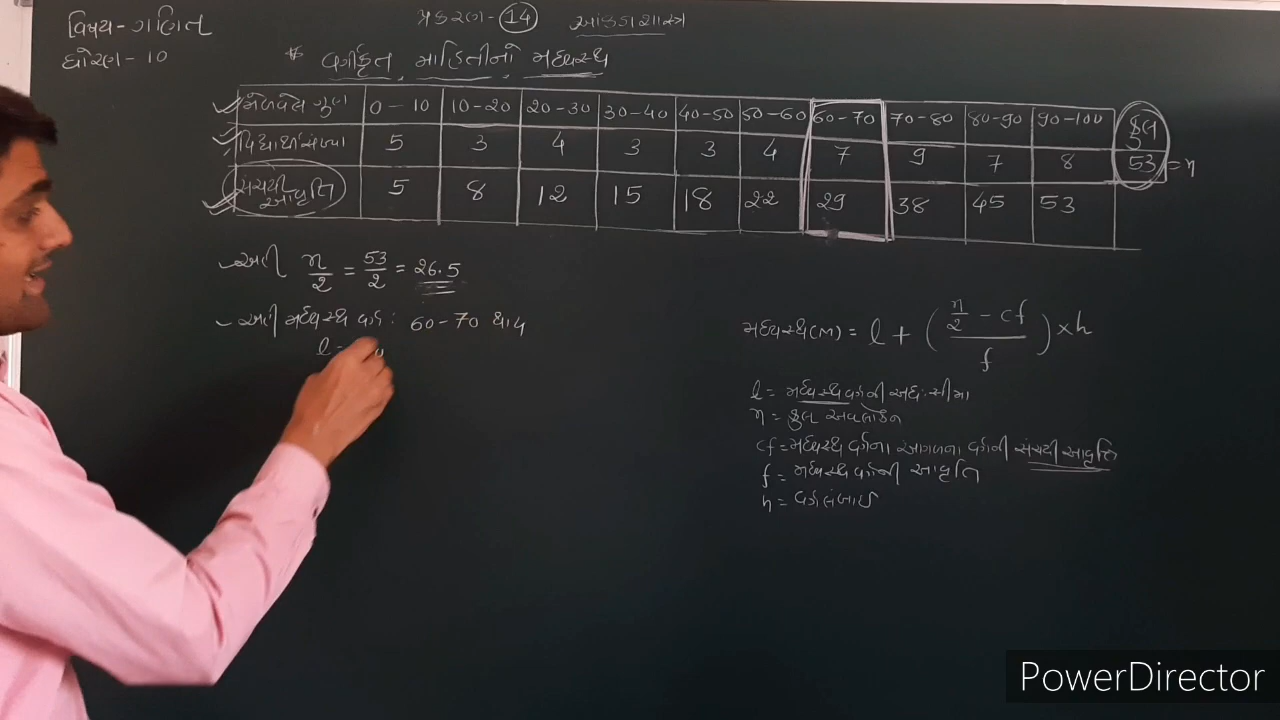 વિષય - ગણિત
ધોરણ - 10
પ્રકરણ - 14 આંકડાશાસ્ત્ર
* વર્ગીકૃત માહિતીનો મધ્યસ્થ
મેળવેલ ગુણ 0-10 10-20 20-30 30-40 40-50 50-60 60-70 70-80 80-90 90-100 કુલ
વિદ્યાર્થીસંખ્યા 5 3 4 3 3 4 7 9 7 8 53 = n
સંચયી આવૃત્તિ 5 8 12 15 18 22 29 38 45 53
અહી n/2 = 53/2 = 26.5
અહી મધ્યસ્થ વર્ગ : 60-70 થાય
l =
મધ્યસ્થ (M) = l + ( (n/2 - cf) / f ) × h
l = મધ્યસ્થ વર્ગની અધઃસીમા
n = કુલ અવલોકન
cf = મધ્યસ્થ વર્ગના આગળના વર્ગની સંચયી આવૃત્તિ
f = મધ્યસ્થ વર્ગની આવૃત્તિ
h = વર્ગલંબાઈ
PowerDirector